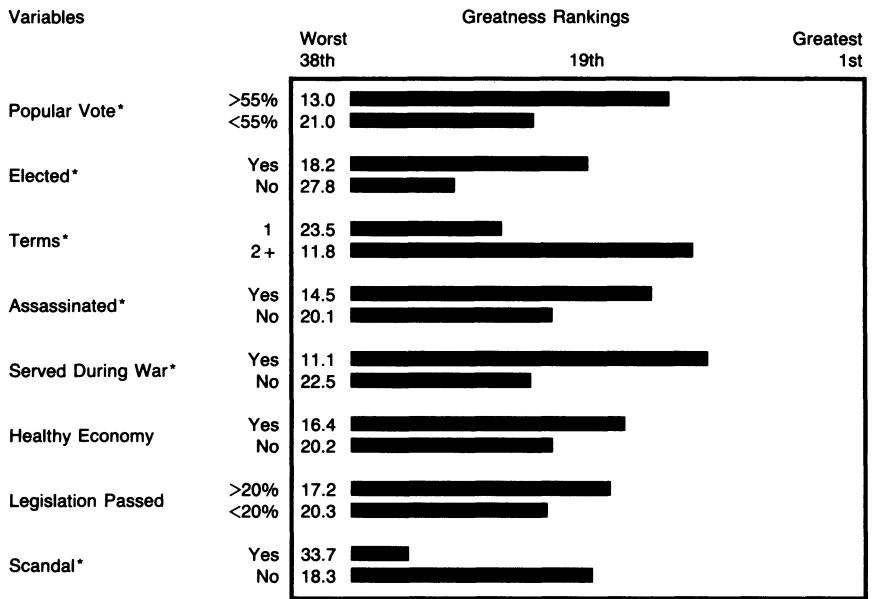 Variables Greatness Rankings
Worst Greatest
38th 19th 1st
Popular Vote* >55% 13.0
<55% 21.0
Elected* Yes 18.2
No 27.8
Terms* 1 23.5
2+ 11.8
Assassinated* Yes 14.5
No 20.1
Served During War* Yes 11.1
No 22.5
Healthy Economy Yes 16.4
No 20.2
Legislation Passed >20% 17.2
<20% 20.3
Scandal* Yes 33.7
No 18.3